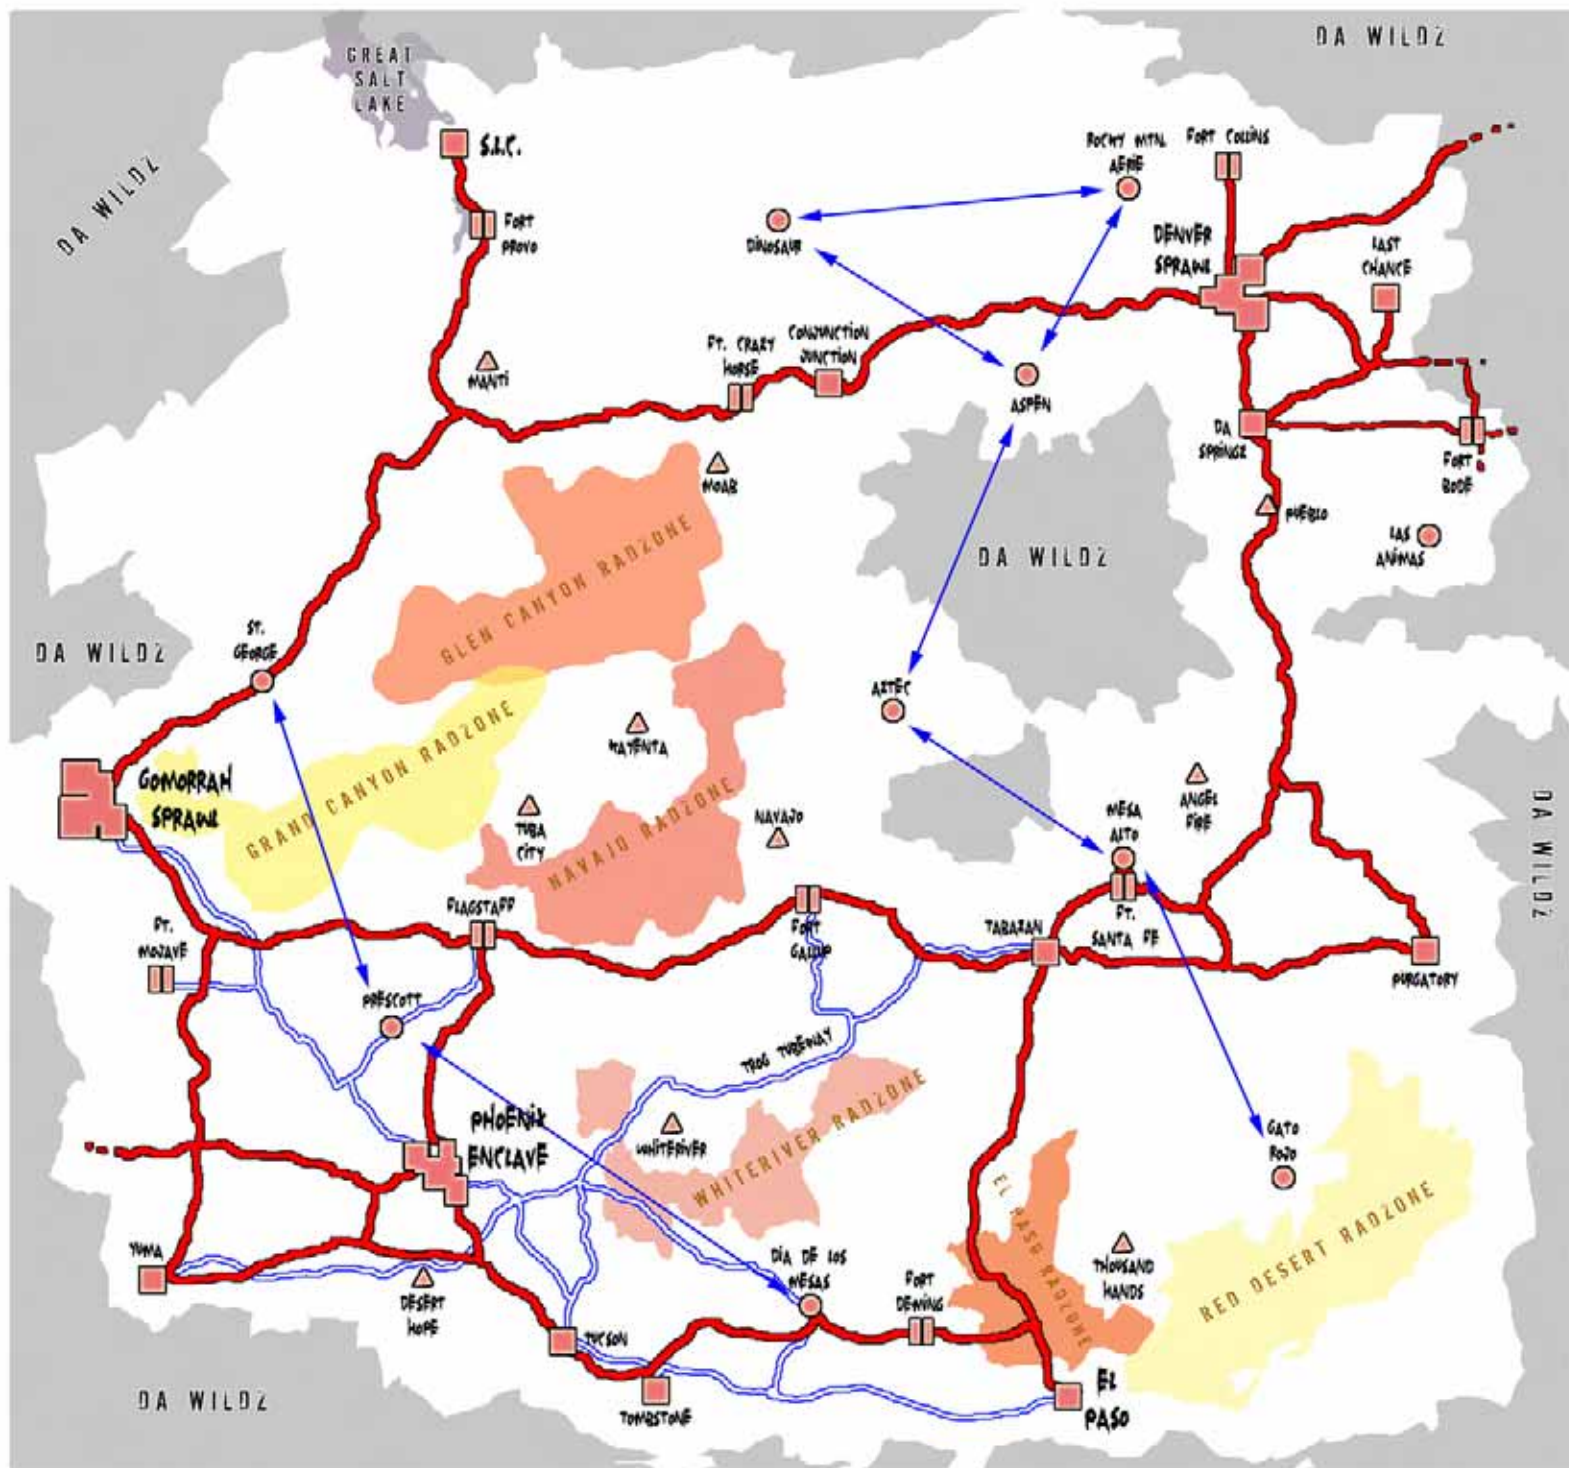 DA WILDZ
GREAT
SALT
LAKE
DA WILDZ
S.L.C.
ROCKY MTN.
AERIE
FORT COLLINS
FORT
PROVO
DINOSAUR
DENVER
SPRAWL
LAST
CHANCE
MANTI
FT. CRAZY
HORSE
CONJUNCTION
JUNCTION
ASPEN
DA
SPRINGZ
FORT
BODE
MOAB
PUEBLO
LAS
ANIMAS
DA WILDZ
GLEN CANYON RADZONE
DA WILDZ
ST.
GEORGE
AZTEC
KAYENTA
GRAND CANYON RADZONE
GOMORRAH
SPRAWL
TUBA
CITY
NAVAJO RADZONE
NAVAJO
MESA
ALTO
ANGEL
FIRE
DA WILDZ
FT.
MOJAVE
FLAGSTAFF
FORT
GALLUP
TABAZAN
FT.
SANTA FE
PURGATORY
PRESCOTT
TROG TUBEWAY
PHOENIX
ENCLAVE
WHITERIVER
WHITERIVER RADZONE
GATO
ROJO
EL PASO RADZONE
RED DESERT RADZONE
YUMA
DESERT
HOPE
DIA DE LOS
MESAS
FORT
DEMING
THOUSAND
HANDS
TUCSON
TOMBSTONE
EL
PASO
DA WILDZ